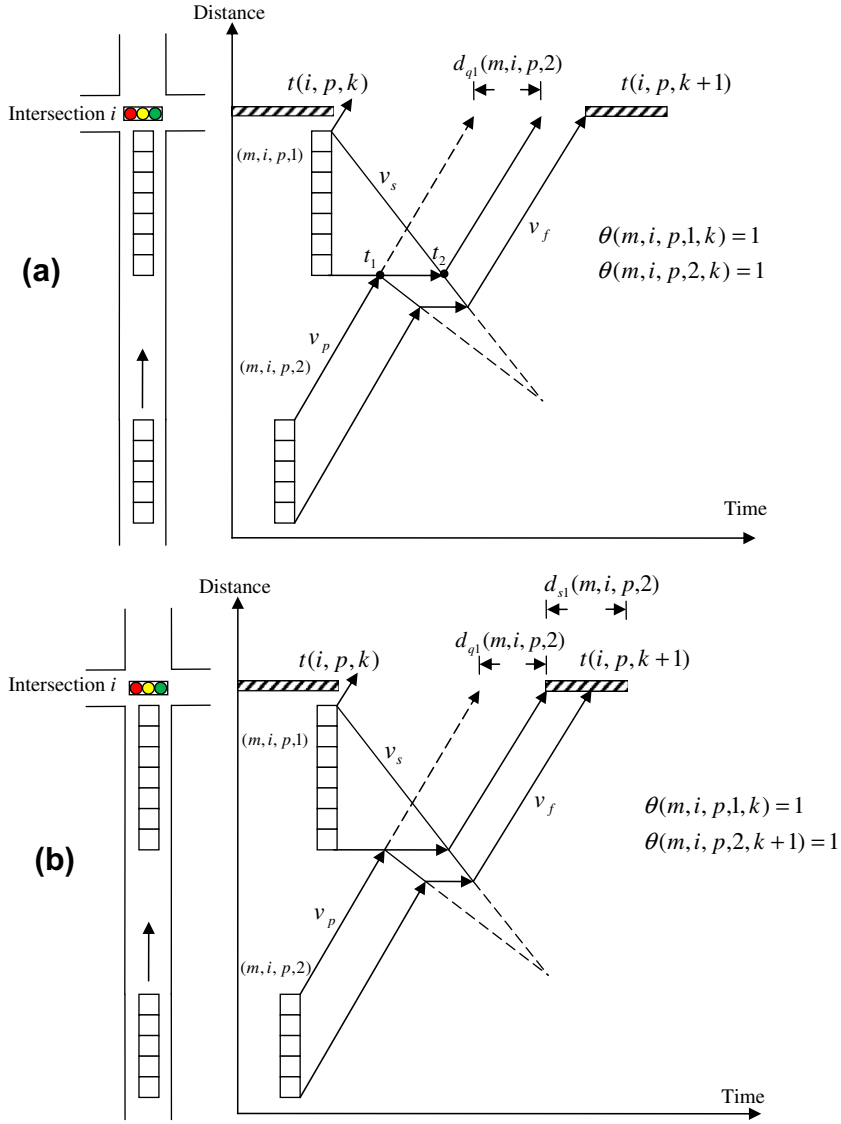 Distance
d_{q1}(m,i,p,2)
t(i, p, k)
t(i, p, k+1)
Intersection i
(m,i, p,1)
v_s
v_f
θ(m,i, p,1,k) = 1
(a)
t_1
t_2
θ(m,i, p,2,k) = 1
v_p
(m,i, p,2)
Time
Distance
d_{s1}(m,i, p,2)
d_{q1}(m,i,p,2)
t(i, p, k)
t(i, p, k+1)
Intersection i
(m,i, p,1)
v_s
v_f
θ(m,i, p,1,k) = 1
θ(m,i, p,2,k+1) = 1
(b)
v_p
(m,i, p,2)
Time